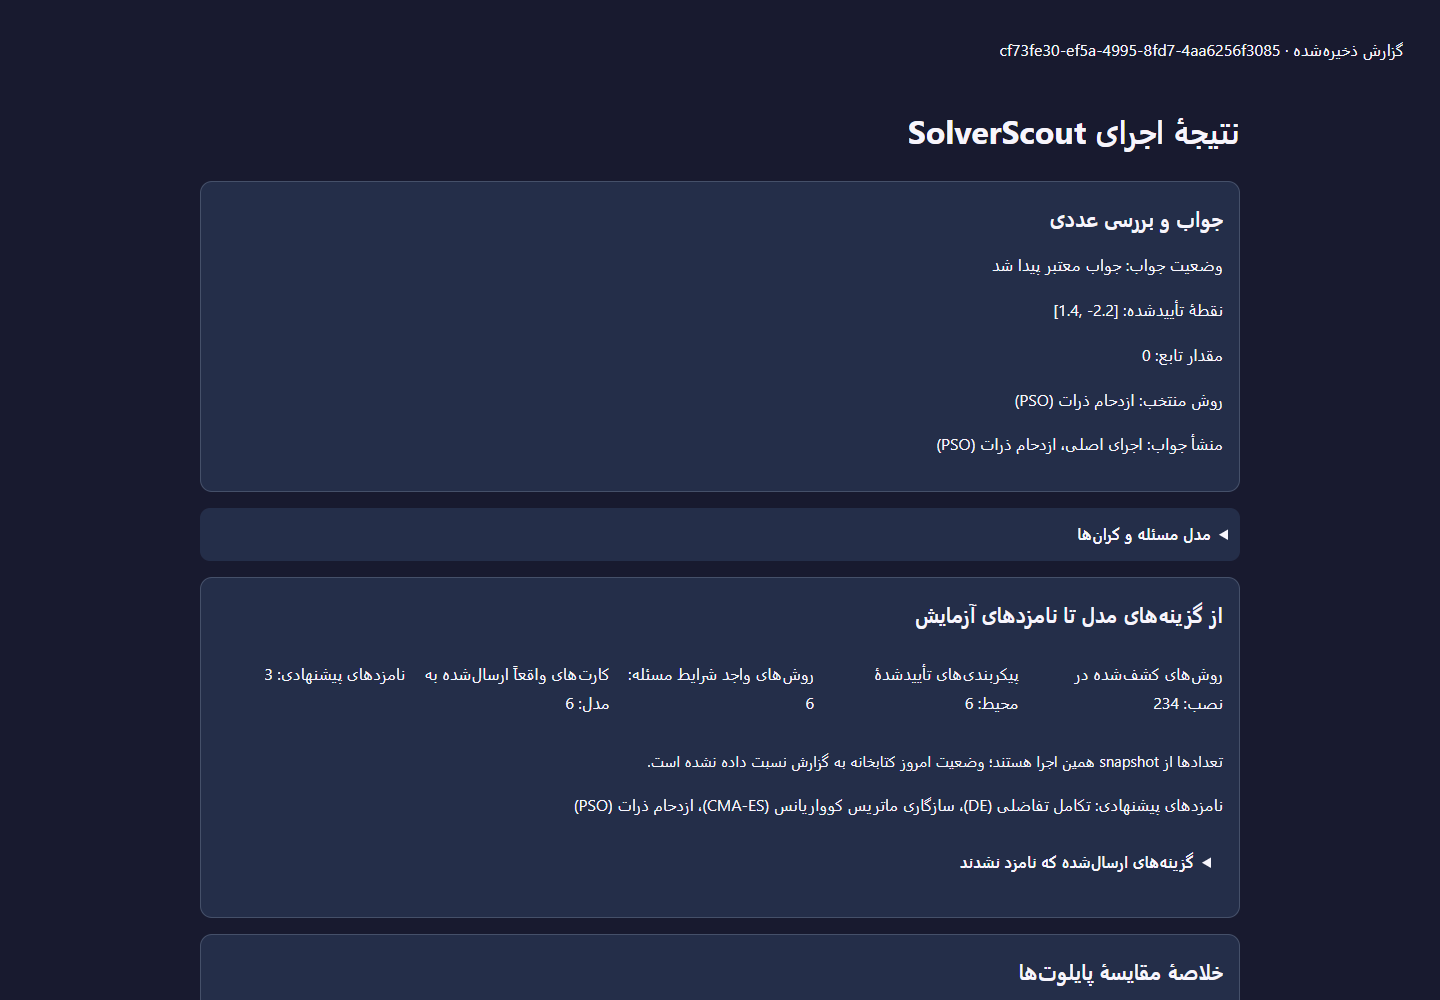 گزارش ذخیره‌شده · cf73fe30-ef5a-4995-8fd7-4aa6256f3085
نتیجهٔ اجرای SolverScout
جواب و بررسی عددی
وضعیت جواب: جواب معتبر پیدا شد
نقطهٔ تأییدشده: [1.4, -2.2]
مقدار تابع: 0
روش منتخب: ازدحام ذرات (PSO)
منشأ جواب: اجرای اصلی، ازدحام ذرات (PSO)
◀ مدل مسئله و کران‌ها
از گزینه‌های مدل تا نامزدهای آزمایش
روش‌های کشف‌شده در
نصب: 234
پیکربندی‌های تأییدشدهٔ
محیط: 6
روش‌های واجد شرایط مسئله:
6
کارت‌های واقعاً ارسال‌شده به
مدل: 6
نامزدهای پیشنهادی: 3
تعدادها از snapshot همین اجرا هستند؛ وضعیت امروز کتابخانه به گزارش نسبت داده نشده است.
نامزدهای پیشنهادی: تکامل تفاضلی (DE)، سازگاری ماتریس کوواریانس (CMA-ES)، ازدحام ذرات (PSO)
◀ گزینه‌های ارسال‌شده که نامزد نشدند
خلاصهٔ مقایسهٔ پایلوت‌ها